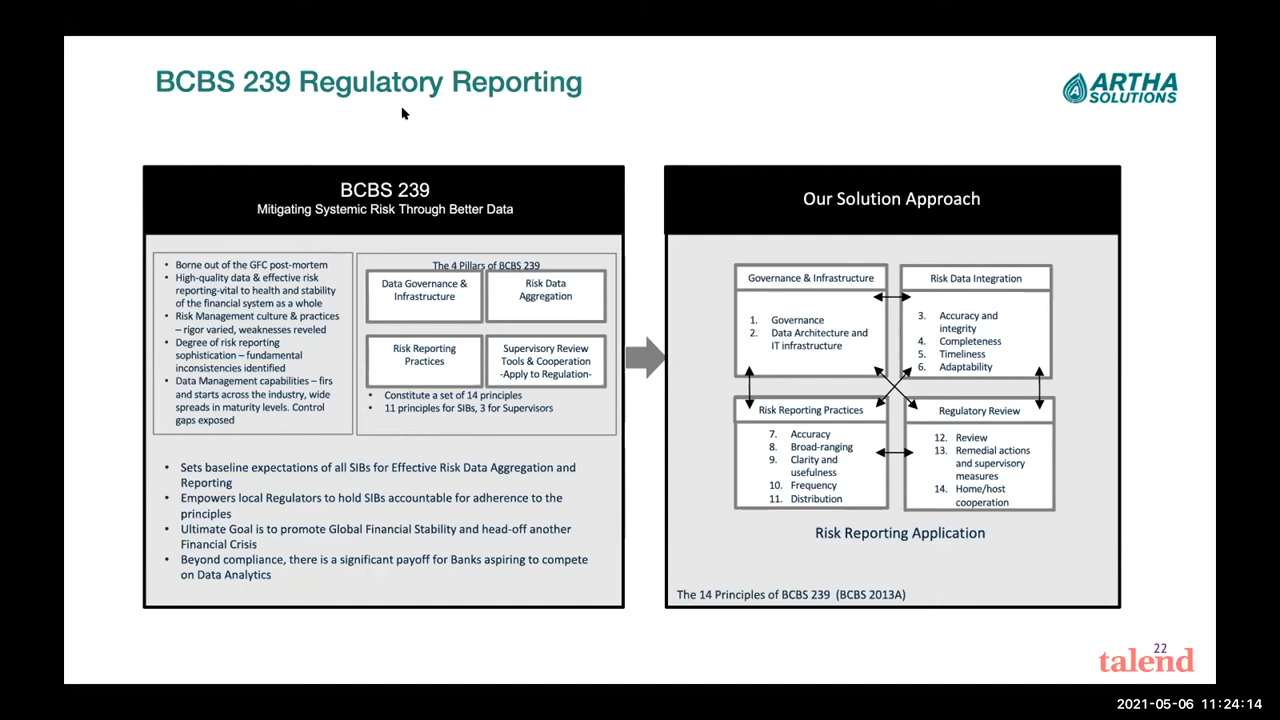 BCBS 239 Regulatory Reporting
ARTHA
SOLUTIONS
BCBS 239
Mitigating Systemic Risk Through Better Data
• Borne out of the GFC post-mortem
• High-quality data & effective risk
reporting-vital to health and stability
of the financial system as a whole
• Risk Management culture & practices
– rigor varied, weaknesses reveled
• Degree of risk reporting
sophistication – fundamental
inconsistencies identified
• Data Management capabilities – firs
and starts across the industry, wide
spreads in maturity levels. Control
gaps exposed
The 4 Pillars of BCBS 239
Data Governance &
Infrastructure
Risk Data
Aggregation
Risk Reporting
Practices
Supervisory Review
Tools & Cooperation
-Apply to Regulation-
• Constitute a set of 14 principles
• 11 principles for SIBs, 3 for Supervisors
• Sets baseline expectations of all SIBs for Effective Risk Data Aggregation and
Reporting
• Empowers local Regulators to hold SIBs accountable for adherence to the
principles
• Ultimate Goal is to promote Global Financial Stability and head-off another
Financial Crisis
• Beyond compliance, there is a significant payoff for Banks aspiring to compete
on Data Analytics
Our Solution Approach
Governance & Infrastructure
1. Governance
2. Data Architecture and
IT infrastructure
Risk Data Integration
3. Accuracy and
integrity
4. Completeness
5. Timeliness
6. Adaptability
Risk Reporting Practices
7. Accuracy
8. Broad-ranging
9. Clarity and
usefulness
10. Frequency
11. Distribution
Regulatory Review
12. Review
13. Remedial actions
and supervisory
measures
14. Home/host
cooperation
Risk Reporting Application
The 14 Principles of BCBS 239 (BCBS 2013A)
22
talend
2021-05-06 11:24:14